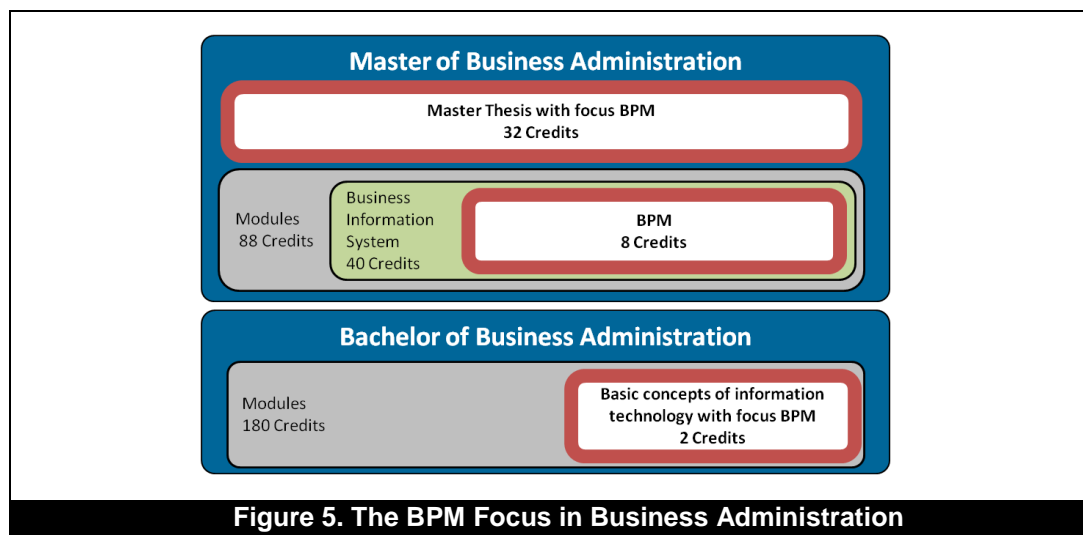 Master of Business Administration
Master Thesis with focus BPM
32 Credits
Modules
88 Credits
Business
Information
System
40 Credits
BPM
8 Credits
Bachelor of Business Administration
Modules
180 Credits
Basic concepts of information
technology with focus BPM
2 Credits
Figure 5. The BPM Focus in Business Administration